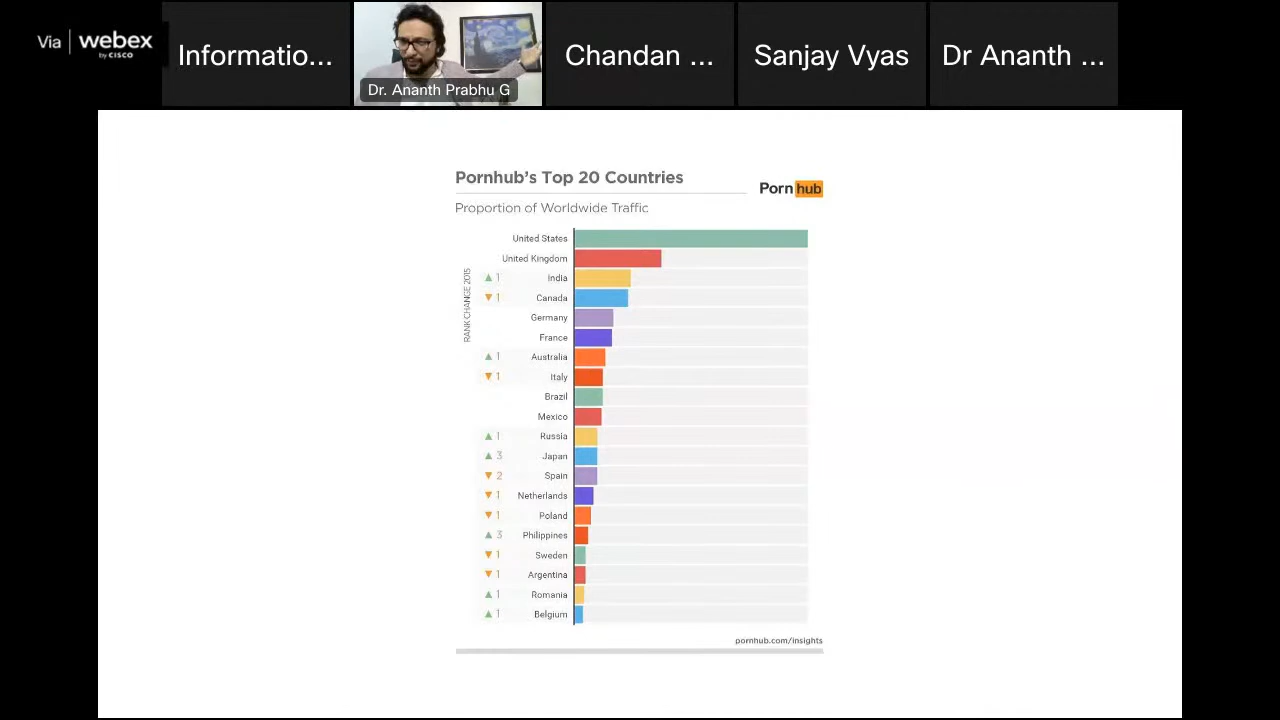 Via | webex
by CISCO
Informatio...
Dr. Ananth Prabhu G
Chandan ...
Sanjay Vyas
Dr Ananth ...
Pornhub's Top 20 Countries
Porn hub
Proportion of Worldwide Traffic
RANK CHANGE 2015
United States
United Kingdom
▲ 1 India
▼ 1 Canada
Germany
France
▲ 1 Australia
▼ 1 Italy
Brazil
Mexico
▲ 1 Russia
▲ 3 Japan
▼ 2 Spain
▼ 1 Netherlands
▼ 1 Poland
▲ 3 Philippines
▼ 1 Sweden
▼ 1 Argentina
▲ 1 Romania
▲ 1 Belgium
pornhub.com/insights